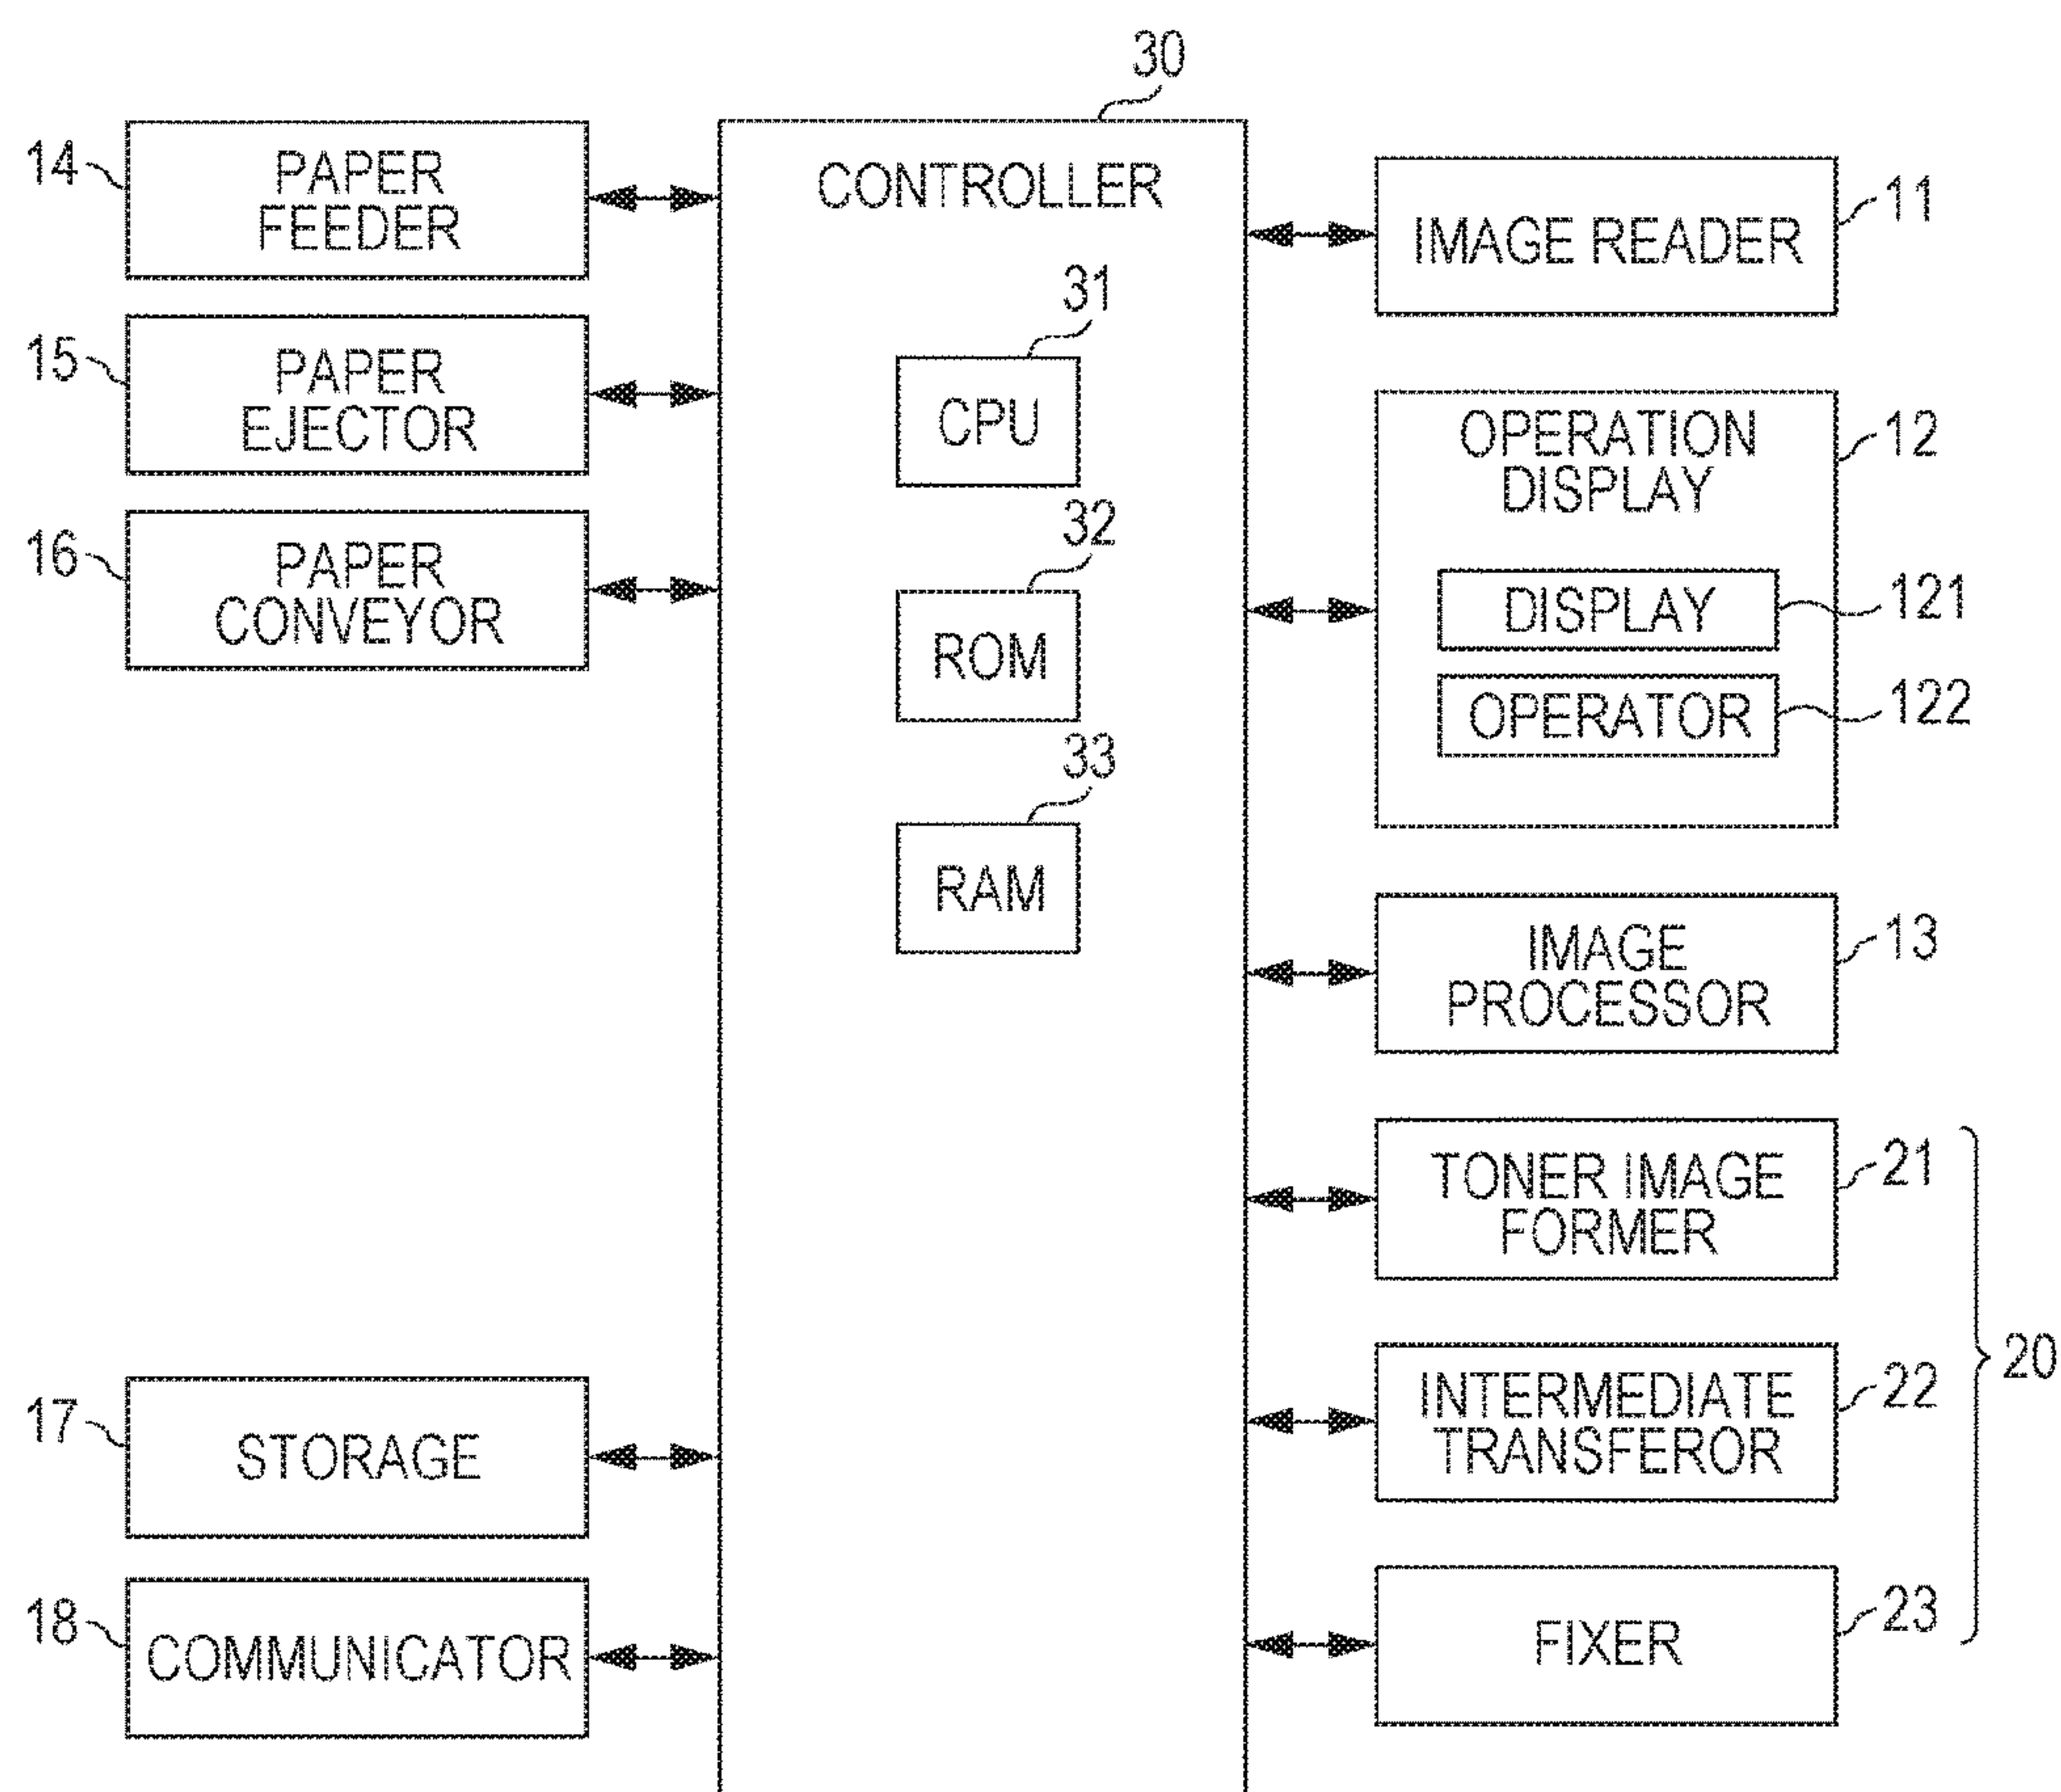 30
14
PAPER
FEEDER
15
PAPER
EJECTOR
16
PAPER
CONVEYOR
17
STORAGE
18
COMMUNICATOR
CONTROLLER
31
CPU
32
ROM
33
RAM
IMAGE READER
11
OPERATION
DISPLAY
12
DISPLAY
121
OPERATOR
122
IMAGE
PROCESSOR
13
TONER IMAGE
FORMER
21
INTERMEDIATE
TRANSFEROR
22
FIXER
23
20